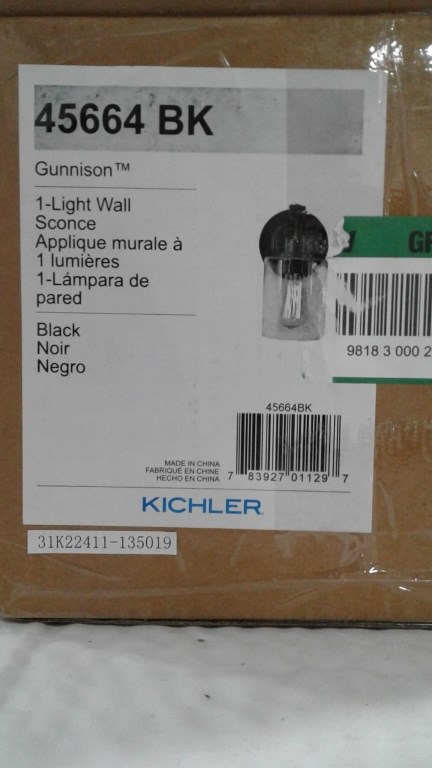 45664 BK
Gunnison™
1-Light Wall
Sconce
Applique murale à
1 lumières
1-Lámpara de
pared
Black
Noir
Negro
9818 3 000 2
45664BK
7 83927 01129 7
MADE IN CHINA
FABRIQUÉ EN CHINE
HECHO EN CHINA
KICHLER
31K22411-135019